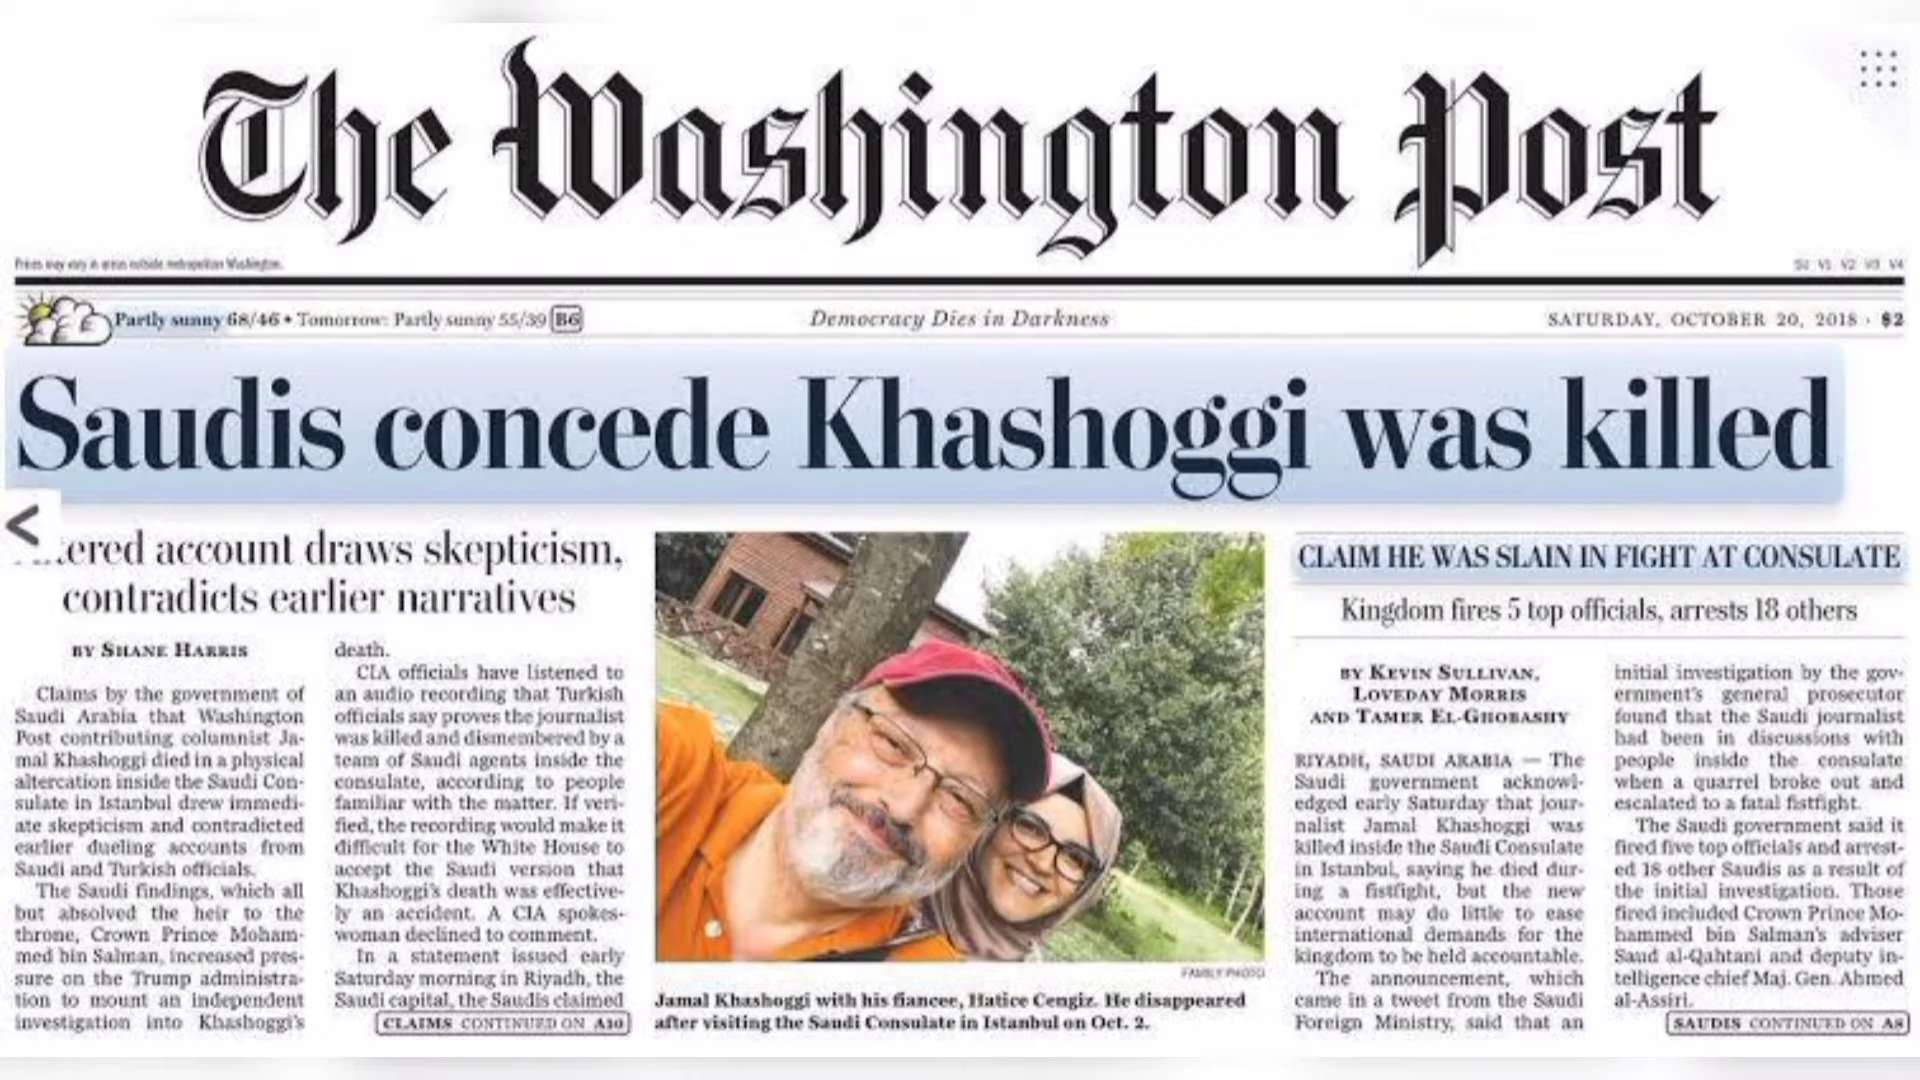 The Washington Post
Prices may vary in areas outside metropolitan Washington.
SU V1 V2 V3 V4
Partly sunny 68/46 • Tomorrow: Partly sunny 55/39 B6
Democracy Dies in Darkness
SATURDAY, OCTOBER 20, 2018 · $2
Saudis concede Khashoggi was killed
ered account draws skepticism,
contradicts earlier narratives
BY SHANE HARRIS
Claims by the government of
Saudi Arabia that Washington
Post contributing columnist Ja-
mal Khashoggi died in a physical
altercation inside the Saudi Con-
sulate in Istanbul drew immedi-
ate skepticism and contradicted
earlier dueling accounts from
Saudi and Turkish officials.
The Saudi findings, which all
but absolved the heir to the
throne, Crown Prince Moham-
med bin Salman, increased pres-
sure on the Trump administra-
tion to mount an independent
investigation into Khashoggi's
death.
CIA officials have listened to
an audio recording that Turkish
officials say proves the journalist
was killed and dismembered by a
team of Saudi agents inside the
consulate, according to people
familiar with the matter. If veri-
fied, the recording would make it
difficult for the White House to
accept the Saudi version that
Khashoggi's death was effective-
ly an accident. A CIA spokes-
woman declined to comment.
In a statement issued early
Saturday morning in Riyadh, the
Saudi capital, the Saudis claimed
CLAIMS CONTINUED ON A10
FAMILY PHOTO
Jamal Khashoggi with his fiancee, Hatice Cengiz. He disappeared
after visiting the Saudi Consulate in Istanbul on Oct. 2.
CLAIM HE WAS SLAIN IN FIGHT AT CONSULATE
Kingdom fires 5 top officials, arrests 18 others
BY KEVIN SULLIVAN,
LOVEDAY MORRIS
AND TAMER EL-GHOBASHY
RIYADH, SAUDI ARABIA — The
Saudi government acknowl-
edged early Saturday that jour-
nalist Jamal Khashoggi was
killed inside the Saudi Consulate
in Istanbul, saying he died dur-
ing a fistfight, but the new
account may do little to ease
international demands for the
kingdom to be held accountable.
The announcement, which
came in a tweet from the Saudi
Foreign Ministry, said that an
initial investigation by the gov-
ernment's general prosecutor
found that the Saudi journalist
had been in discussions with
people inside the consulate
when a quarrel broke out and
escalated to a fatal fistfight.
The Saudi government said it
fired five top officials and arrest-
ed 18 other Saudis as a result of
the initial investigation. Those
fired included Crown Prince Mo-
hammed bin Salman's adviser
Saud al-Qahtani and deputy in-
telligence chief Maj. Gen. Ahmed
al-Assiri.
SAUDIS CONTINUED ON A8